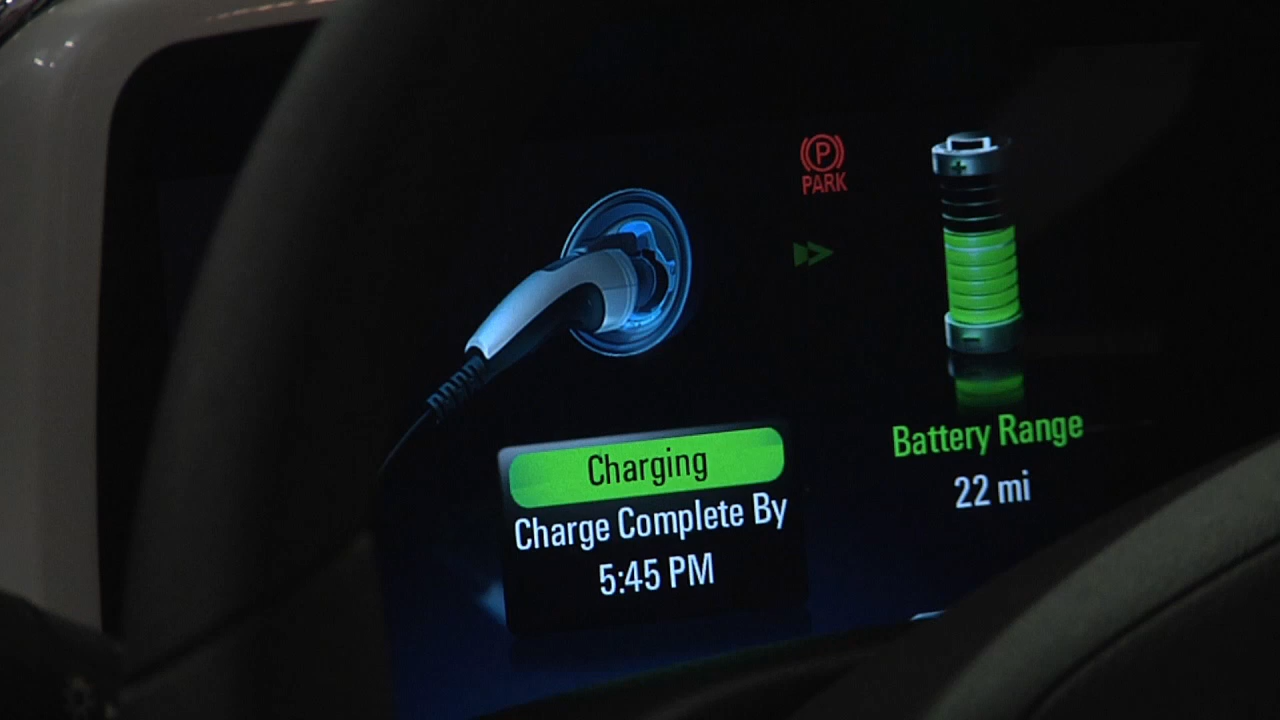 P
PARK
Charging
Charge Complete By
5:45 PM
+
-
Battery Range
22 mi